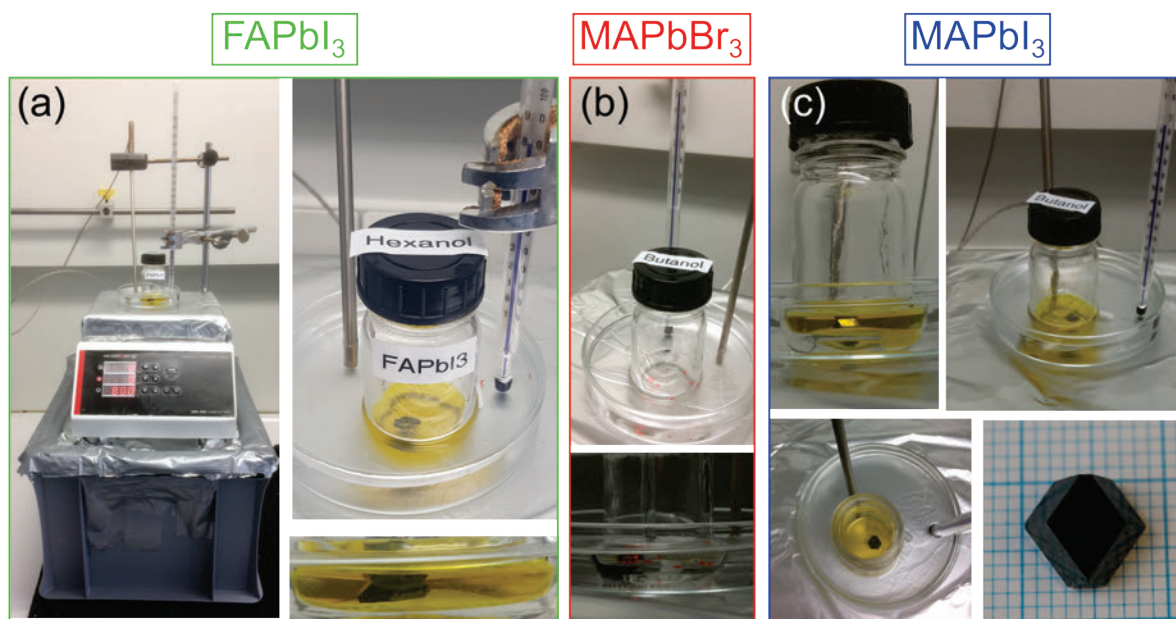 FAPbI₃
MAPbBr₃
MAPbI₃
(a)
(b)
(c)
Hexanol
FAPbI3
Butanol
Butanol